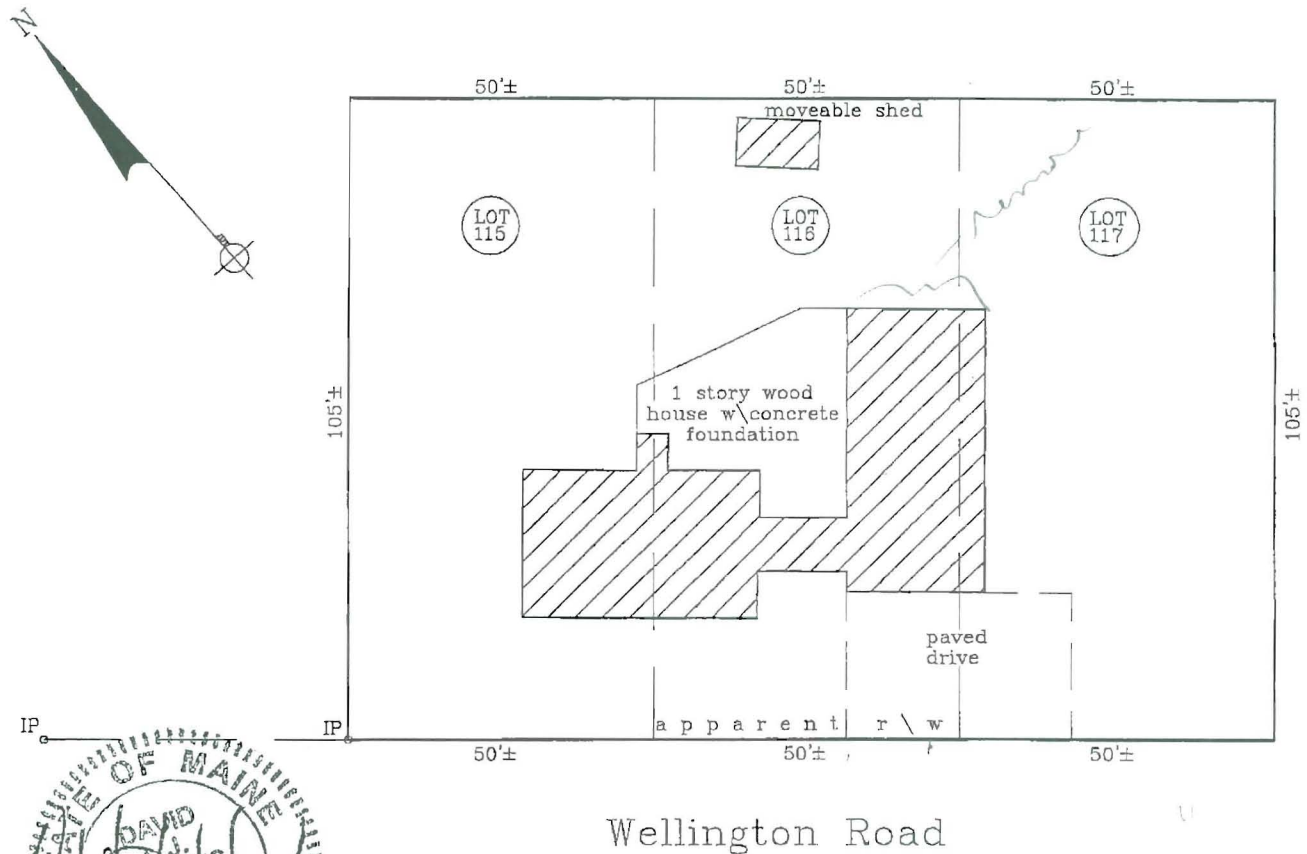 N
50'± 50'± 50'±
moveable shed
LOT
115
LOT
116
LOT
117
105'±
1 story wood
house w\concrete
foundation
105'±
paved
drive
IP IP
apparent r\w
50'± 50'± 50'±
STATE OF MAINE
DAVID
J.
Wellington Road